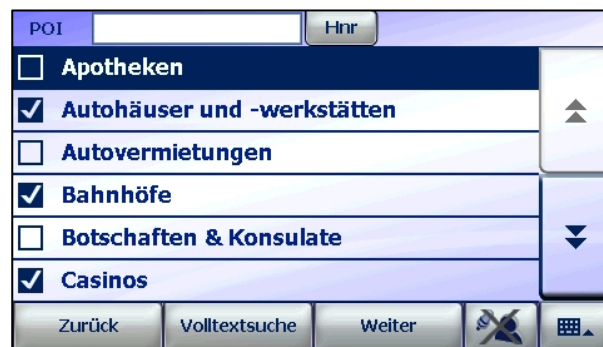 POI Hnr
Apotheken
Autohäuser und -werkstätten
Autovermietungen
Bahnhöfe
Botschaften & Konsulate
Casinos
Zurück Volltextsuche Weiter